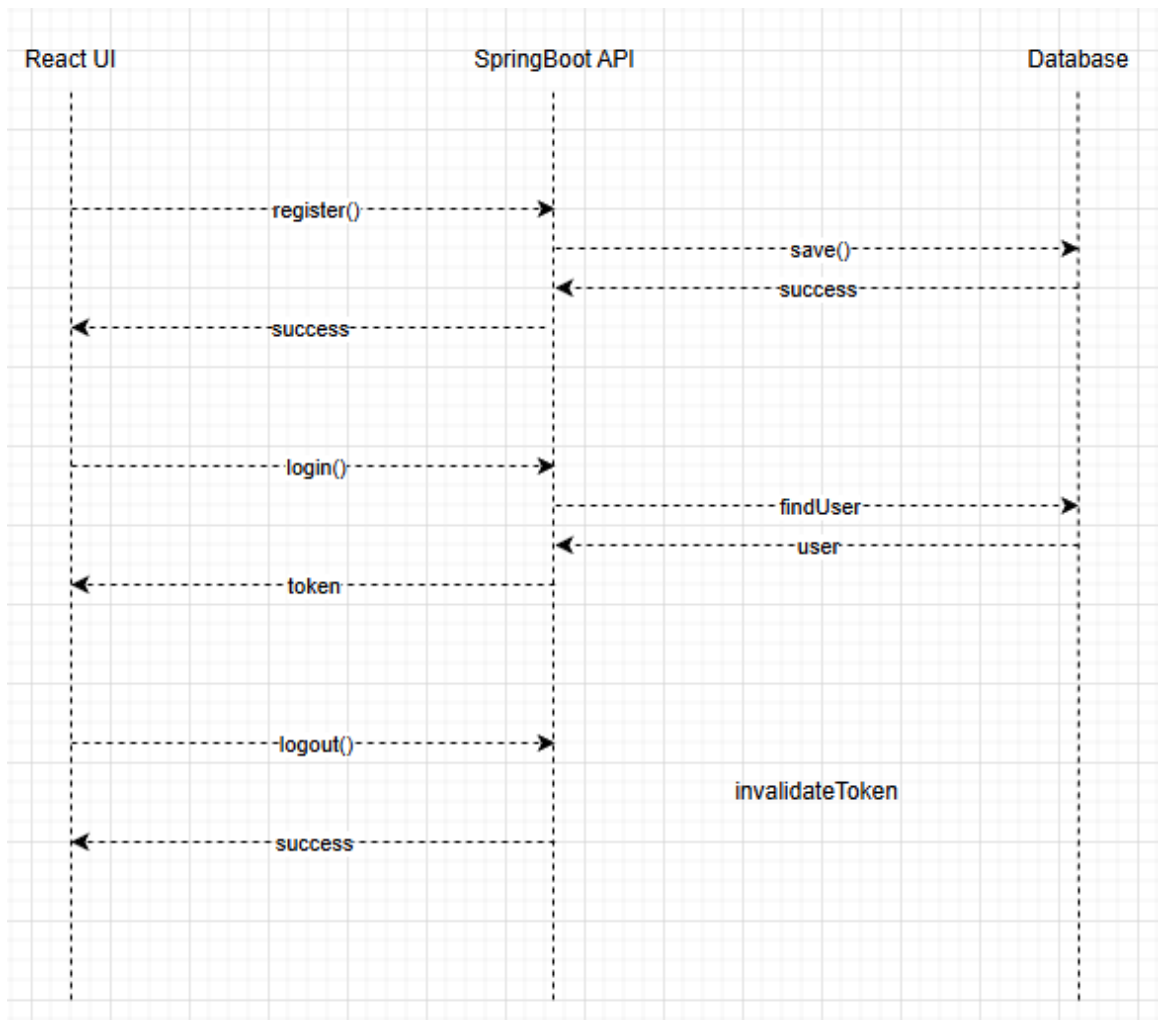 React UI
SpringBoot API
Database
register()
save()
success
success
login()
findUser
user
token
logout()
invalidateToken
success